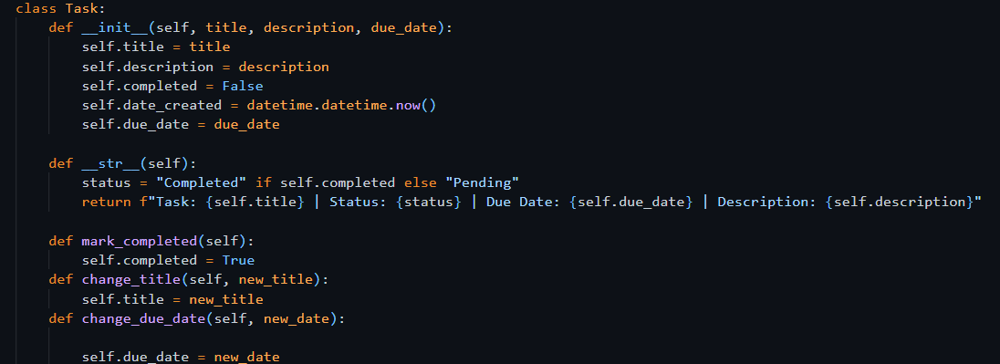 class Task:
    def __init__(self, title, description, due_date):
        self.title = title
        self.description = description
        self.completed = False
        self.date_created = datetime.datetime.now()
        self.due_date = due_date

    def __str__(self):
        status = "Completed" if self.completed else "Pending"
        return f"Task: {self.title} | Status: {status} | Due Date: {self.due_date} | Description: {self.description}"

    def mark_completed(self):
        self.completed = True
    def change_title(self, new_title):
        self.title = new_title
    def change_due_date(self, new_date):

        self.due_date = new_date